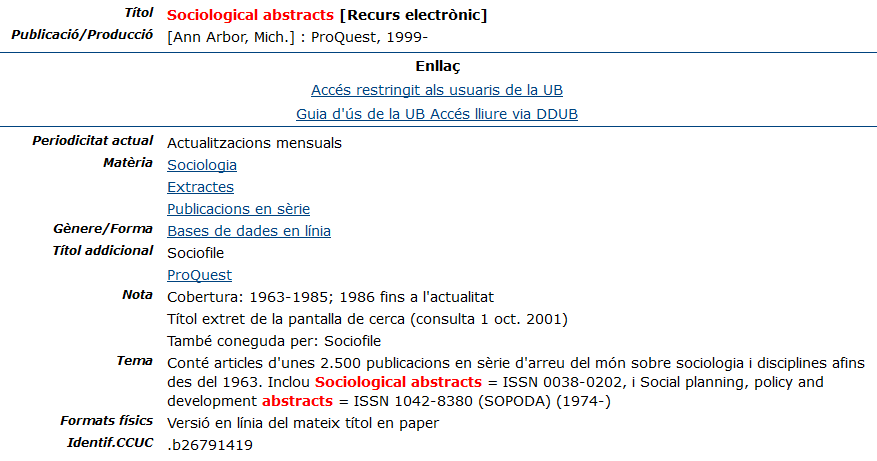 Títol Sociological abstracts [Recurs electrònic]
Publicació/Producció [Ann Arbor, Mich.] : ProQuest, 1999-
Enllaç
Accés restringit als usuaris de la UB
Guia d'ús de la UB Accés lliure via DDUB
Periodicitat actual Actualitzacions mensuals
Matèria Sociologia
Extractes
Publicacions en sèrie
Gènere/Forma Bases de dades en línia
Títol addicional Sociofile
ProQuest
Nota Cobertura: 1963-1985; 1986 fins a l'actualitat
Títol extret de la pantalla de cerca (consulta 1 oct. 2001)
També coneguda per: Sociofile
Tema Conté articles d'unes 2.500 publicacions en sèrie d'arreu del món sobre sociologia i disciplines afins
des del 1963. Inclou Sociological abstracts = ISSN 0038-0202, i Social planning, policy and
development abstracts = ISSN 1042-8380 (SOPODA) (1974-)
Formats físics Versió en línia del mateix títol en paper
Identif.CCUC .b26791419